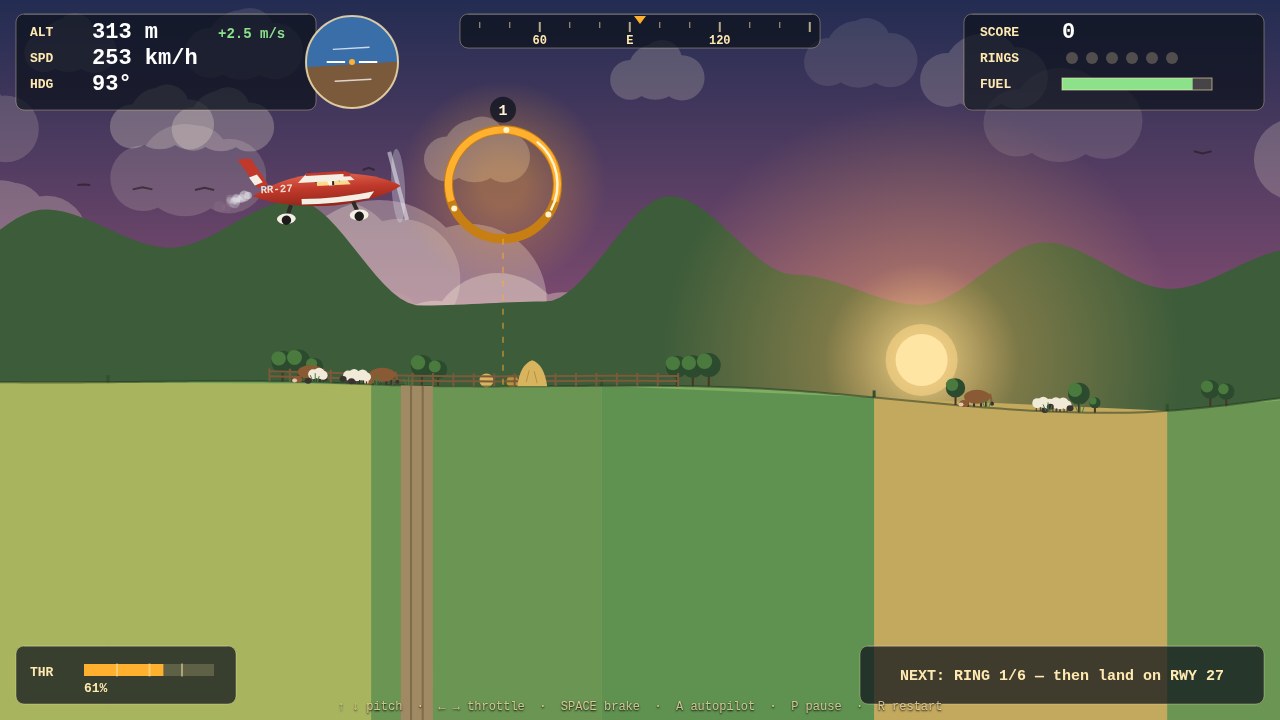 ALT 313 m +2.5 m/s
SPD 253 km/h
HDG 93°
60 E 120
SCORE 0
RINGS
FUEL
1
RR-27
THR
61%
NEXT: RING 1/6 — then land on RWY 27
↑ ↓ pitch · ← → throttle · SPACE brake · A autopilot · P pause · R restart